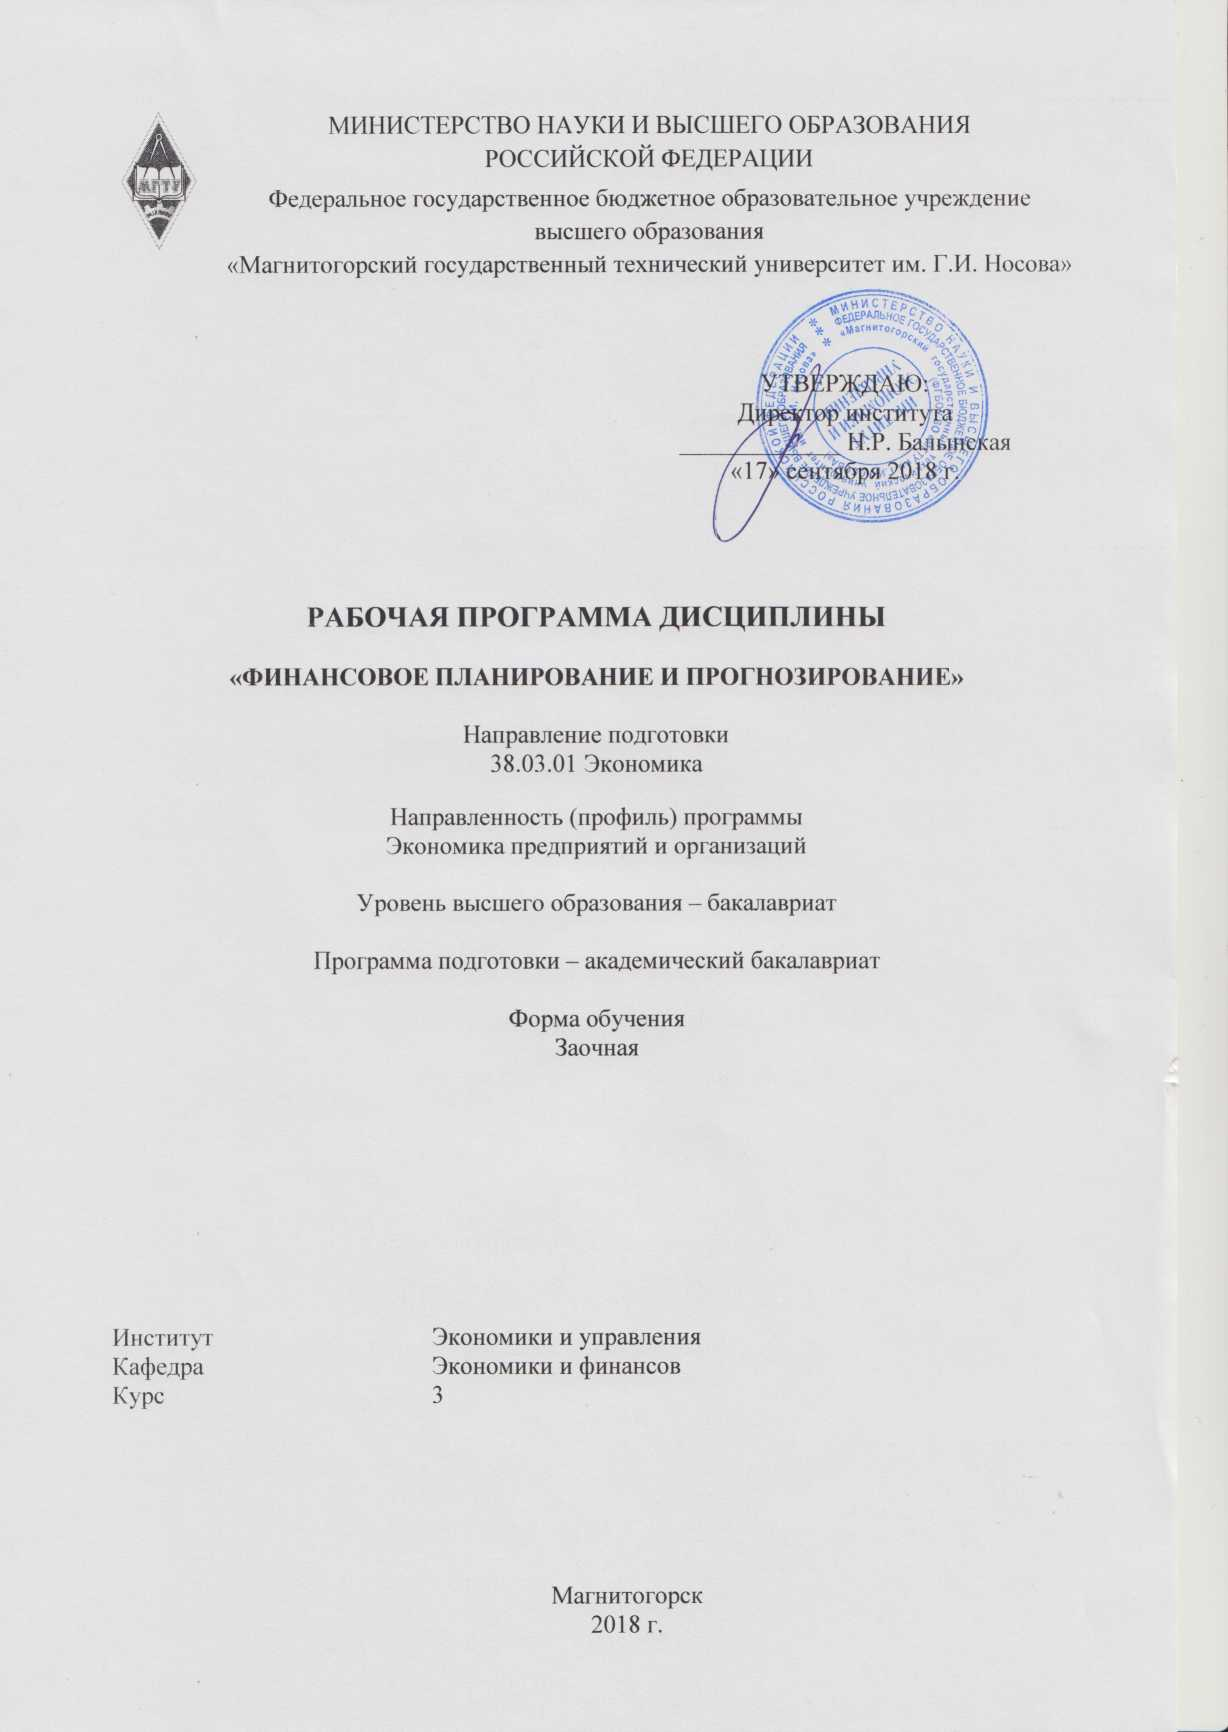 МИНИСТЕРСТВО НАУКИ И ВЫСШЕГО ОБРАЗОВАНИЯ
РОССИЙСКОЙ ФЕДЕРАЦИИ
Федеральное государственное бюджетное образовательное учреждение
высшего образования
«Магнитогорский государственный технический университет им. Г.И. Носова»
МГТУ
УТВЕРЖДАЮ:
Директор института
Н.Р. Балынская
«17» сентября 2018 г.
РАБОЧАЯ ПРОГРАММА ДИСЦИПЛИНЫ
«ФИНАНСОВОЕ ПЛАНИРОВАНИЕ И ПРОГНОЗИРОВАНИЕ»
Направление подготовки
38.03.01 Экономика
Направленность (профиль) программы
Экономика предприятий и организаций
Уровень высшего образования – бакалавриат
Программа подготовки – академический бакалавриат
Форма обучения
Заочная
Институт Экономики и управления
Кафедра Экономики и финансов
Курс 3
Магнитогорск
2018 г.